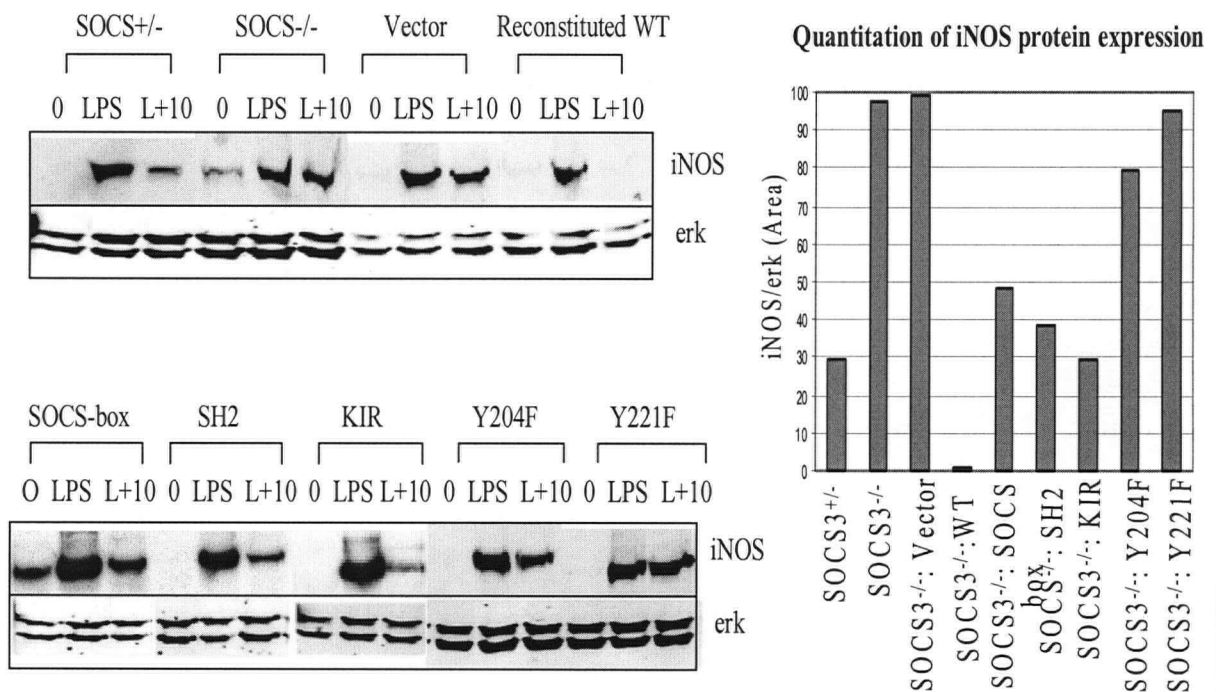 SOCS+/- SOCS-/- Vector Reconstituted WT
0 LPS L+10 0 LPS L+10 0 LPS L+10 0 LPS L+10
iNOS
erk
SOCS-box SH2 KIR Y204F Y221F
O LPS L+10 0 LPS L+10 0 LPS L+10 0 LPS L+10 0 LPS L+10
iNOS
erk
Quantitation of iNOS protein expression
iNOS/erk (Area)
100
90
80
70
60
50
40
30
20
10
0
SOCS3+/-
SOCS3-/-
SOCS3-/-: Vector
SOCS3-/-:WT
SOCS3-/-: SOCS
box
SOCS-/-: SH2
SOCS3-/-: KIR
SOCS3-/-: Y204F
SOCS3-/-: Y221F